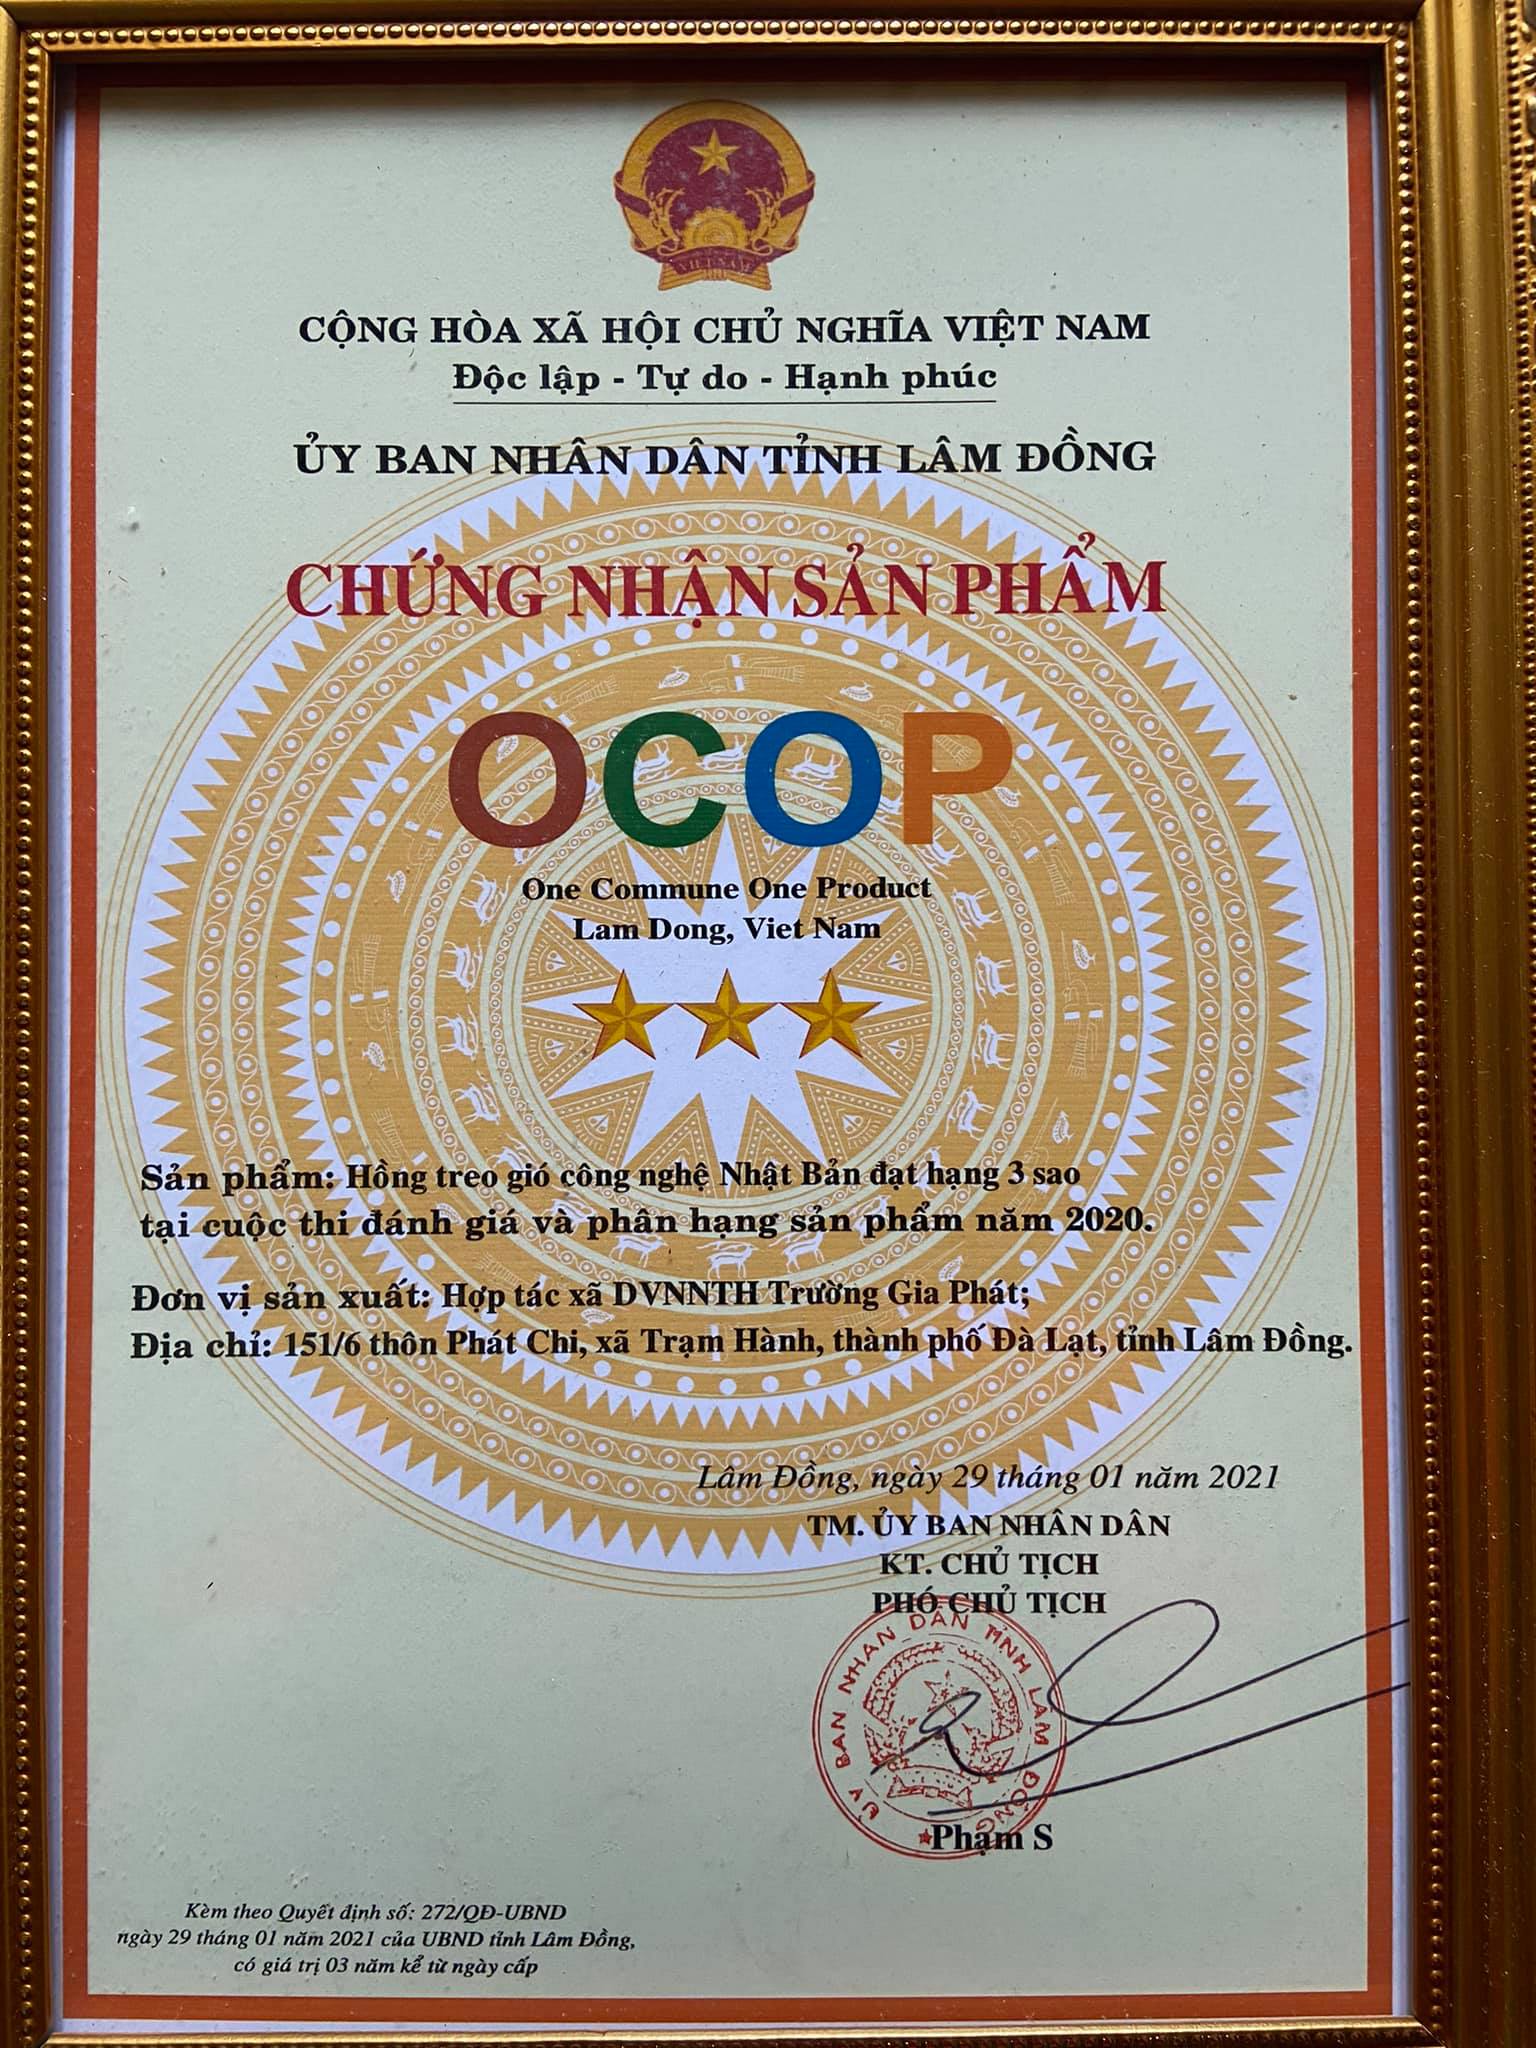 VIỆT NAM
CỘNG HÒA XÃ HỘI CHỦ NGHĨA VIỆT NAM
Độc lập - Tự do - Hạnh phúc
ỦY BAN NHÂN DÂN TỈNH LÂM ĐỒNG
CHỨNG NHẬN SẢN PHẨM
OCOP
One Commune One Product
Lam Dong, Viet Nam
Sản phẩm: Hồng treo gió công nghệ Nhật Bản đạt hạng 3 sao
tại cuộc thi đánh giá và phân hạng sản phẩm năm 2020.
Đơn vị sản xuất: Hợp tác xã DVNNTH Trường Gia Phát;
Địa chỉ: 151/6 thôn Phát Chi, xã Trạm Hành, thành phố Đà Lạt, tỉnh Lâm Đồng.
Lâm Đồng, ngày 29 tháng 01 năm 2021
TM. ỦY BAN NHÂN DÂN
KT. CHỦ TỊCH
PHÓ CHỦ TỊCH
ỦY BAN NHÂN DÂN TỈNH LÂM ĐỒNG
Phạm S
Kèm theo Quyết định số: 272/QĐ-UBND
ngày 29 tháng 01 năm 2021 của UBND tỉnh Lâm Đồng,
có giá trị 03 năm kể từ ngày cấp